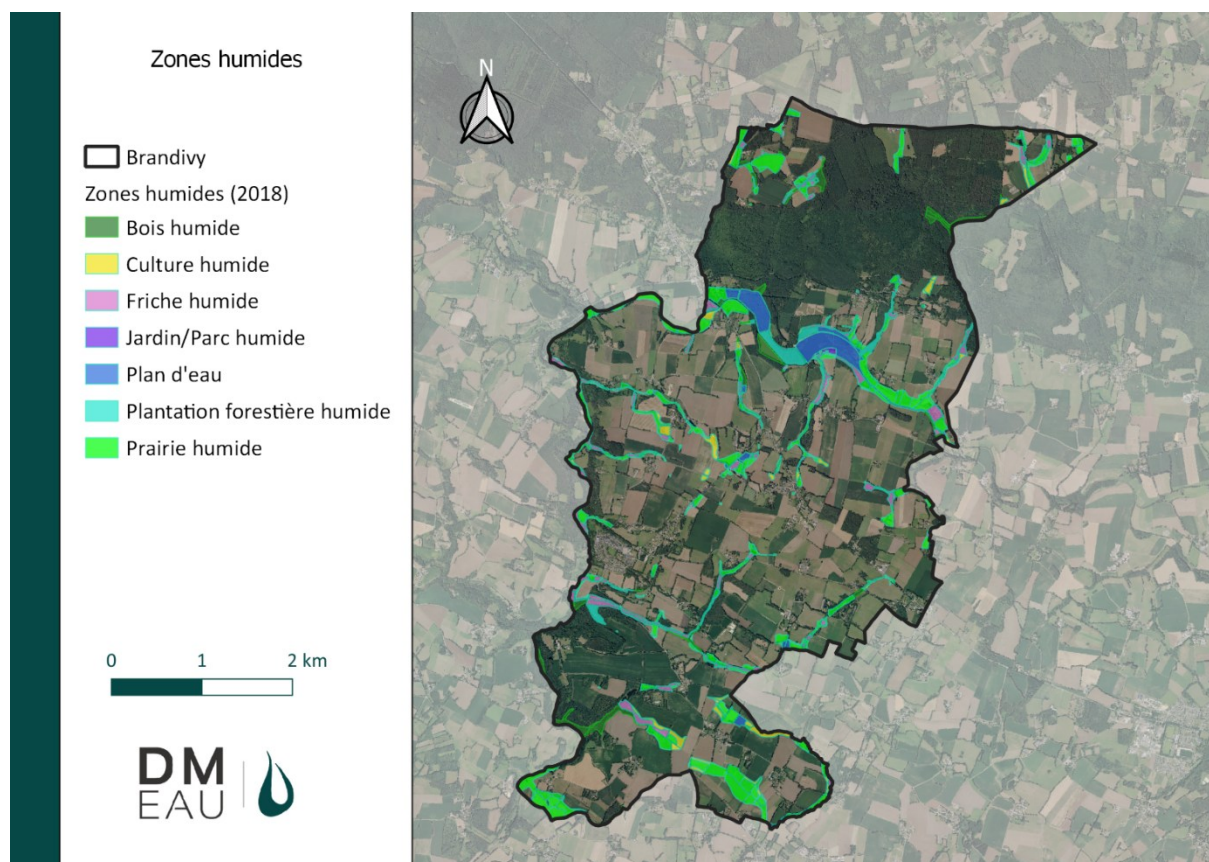 Zones humides
N
Brandivy
Zones humides (2018)
Bois humide
Culture humide
Friche humide
Jardin/Parc humide
Plan d'eau
Plantation forestière humide
Prairie humide
0 1 2 km
DM
EAU